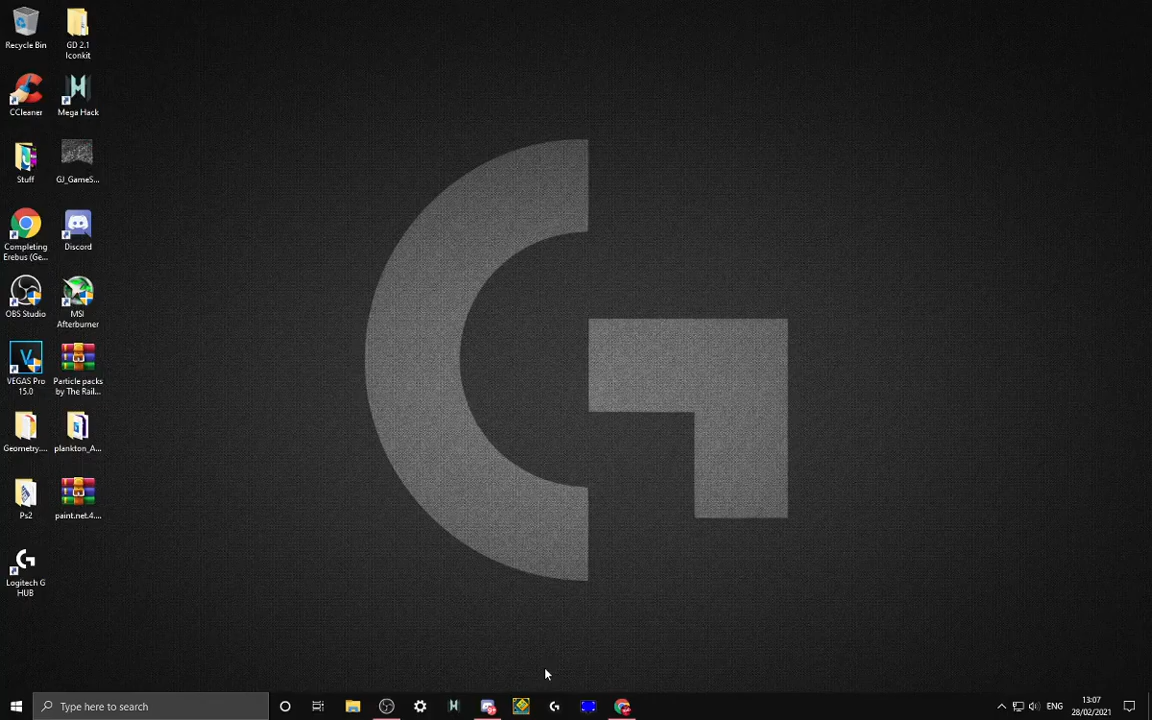 Recycle Bin
GD 2.1
Iconkit
CCleaner
Mega Hack
Stuff
GJ_GameS...
Completing
Erebus (Ge...
Discord
OBS Studio
MSI
Afterburner
VEGAS Pro
15.0
Particle packs
by The Rail...
Geometry....
plankton_A...
Ps2
paint.net.4....
Logitech G
HUB
Type here to search
ENG
13:07
28/02/2021